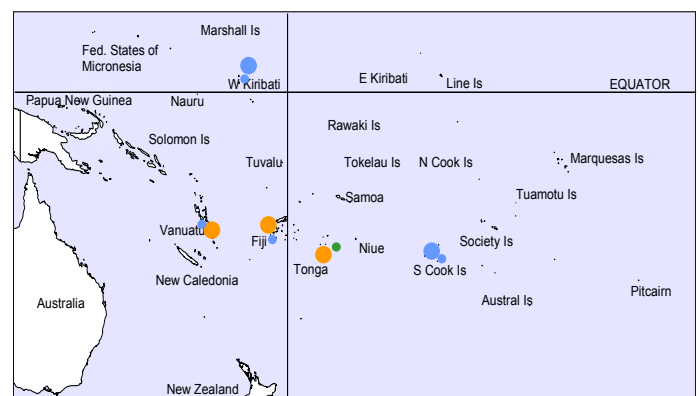 Marshall Is
Fed. States of
Micronesia
W Kiribati
E Kiribati
Line Is
EQUATOR
Papua New Guinea
Nauru
Rawaki Is
Solomon Is
Tuvalu
Tokelau Is
N Cook Is
Marquesas Is
Samoa
Tuamotu Is
Vanuatu
Fiji
Niue
Society Is
Tonga
S Cook Is
New Caledonia
Pitcairn
Australia
Austral Is
New Zealand